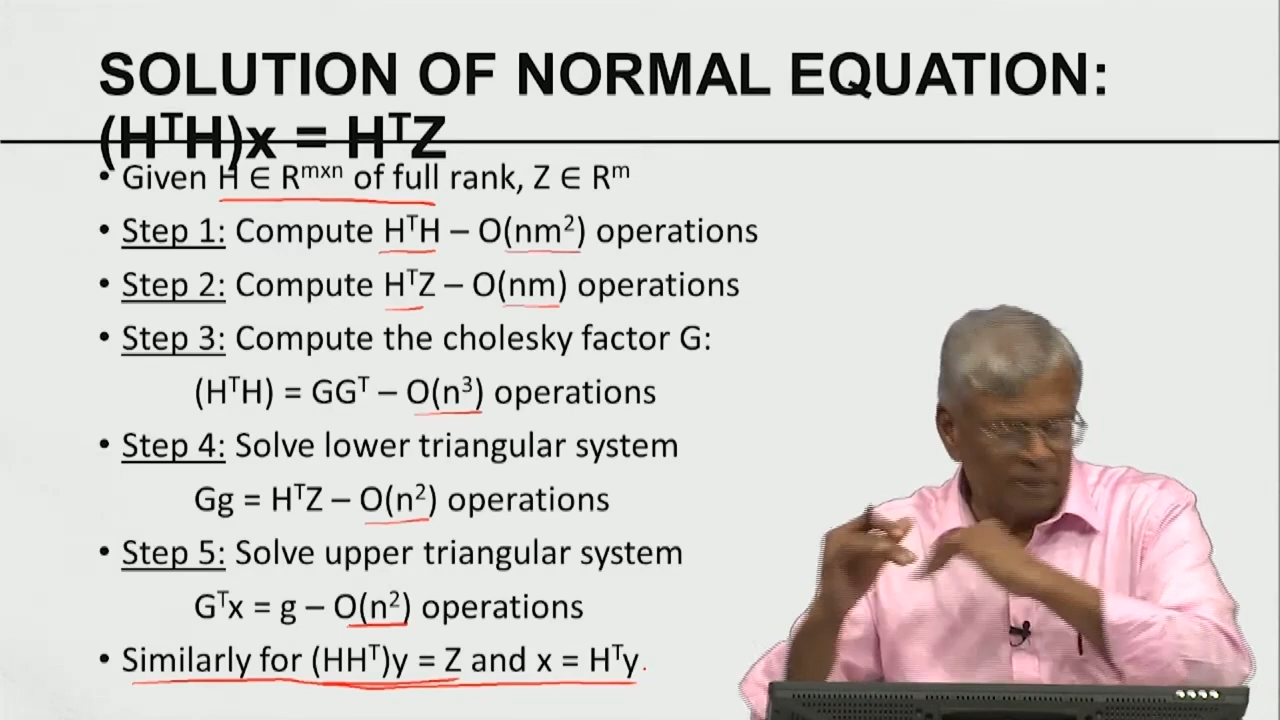 SOLUTION OF NORMAL EQUATION:
(HᵀH)x = HᵀZ
• Given H ∈ Rᵐˣⁿ of full rank, Z ∈ Rᵐ
• Step 1: Compute HᵀH – O(nm²) operations
• Step 2: Compute HᵀZ – O(nm) operations
• Step 3: Compute the cholesky factor G:
(HᵀH) = GGᵀ – O(n³) operations
• Step 4: Solve lower triangular system
Gg = HᵀZ – O(n²) operations
• Step 5: Solve upper triangular system
Gᵀx = g – O(n²) operations
• Similarly for (HHᵀ)y = Z and x = Hᵀy